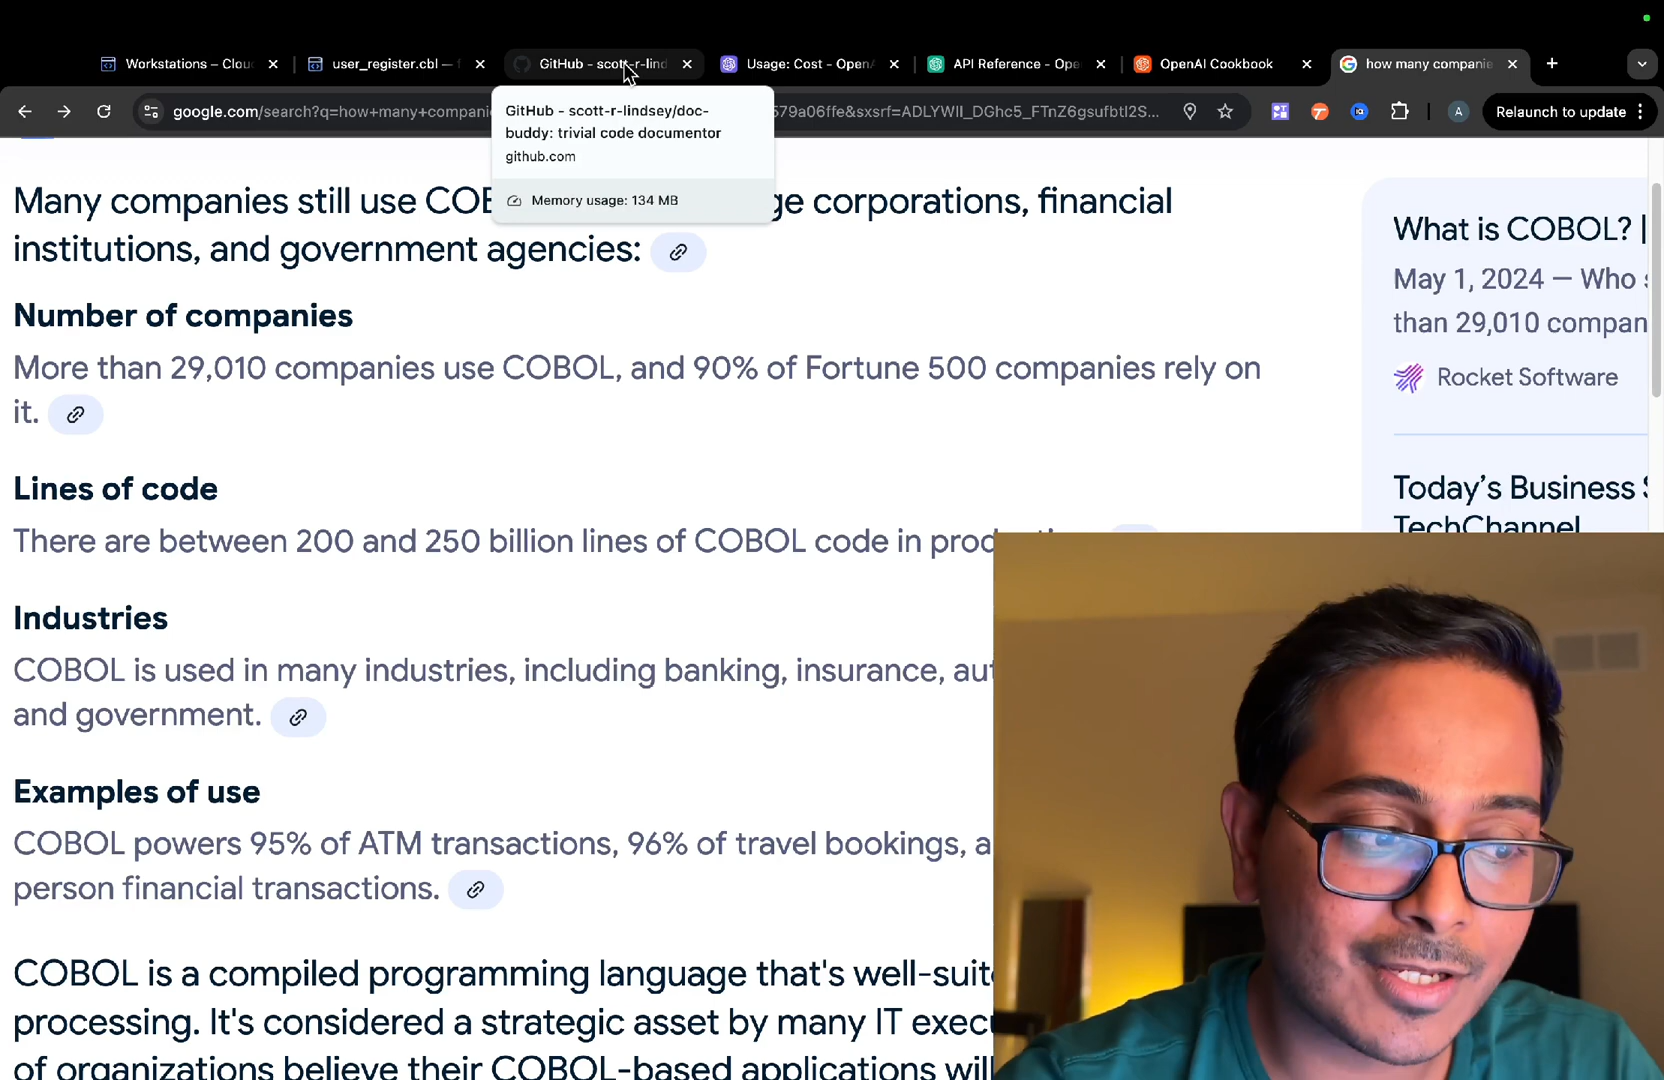 Workstations – Clou
user_register.cbl —
GitHub - scott-r-lind
Usage: Cost - OpenA
API Reference - Ope
OpenAI Cookbook
how many companie
google.com/search?q=how+many+compani
579a06ffe&sxsrf=ADLYWIl_DGhc5_FTnZ6gsufbtI2S...
A
Relaunch to update
GitHub - scott-r-lindsey/doc-
buddy: trivial code documentor
github.com
Memory usage: 134 MB
Many companies still use COB ge corporations, financial
institutions, and government agencies:
Number of companies
More than 29,010 companies use COBOL, and 90% of Fortune 500 companies rely on
it.
Lines of code
There are between 200 and 250 billion lines of COBOL code in prod
Industries
COBOL is used in many industries, including banking, insurance, aut
and government.
Examples of use
COBOL powers 95% of ATM transactions, 96% of travel bookings, a
person financial transactions.
COBOL is a compiled programming language that's well-suite
processing. It's considered a strategic asset by many IT execu
of organizations believe their COBOL-based applications will
What is COBOL? |
May 1, 2024 — Who s
than 29,010 compan
Rocket Software
Today's Business S
TechChannel